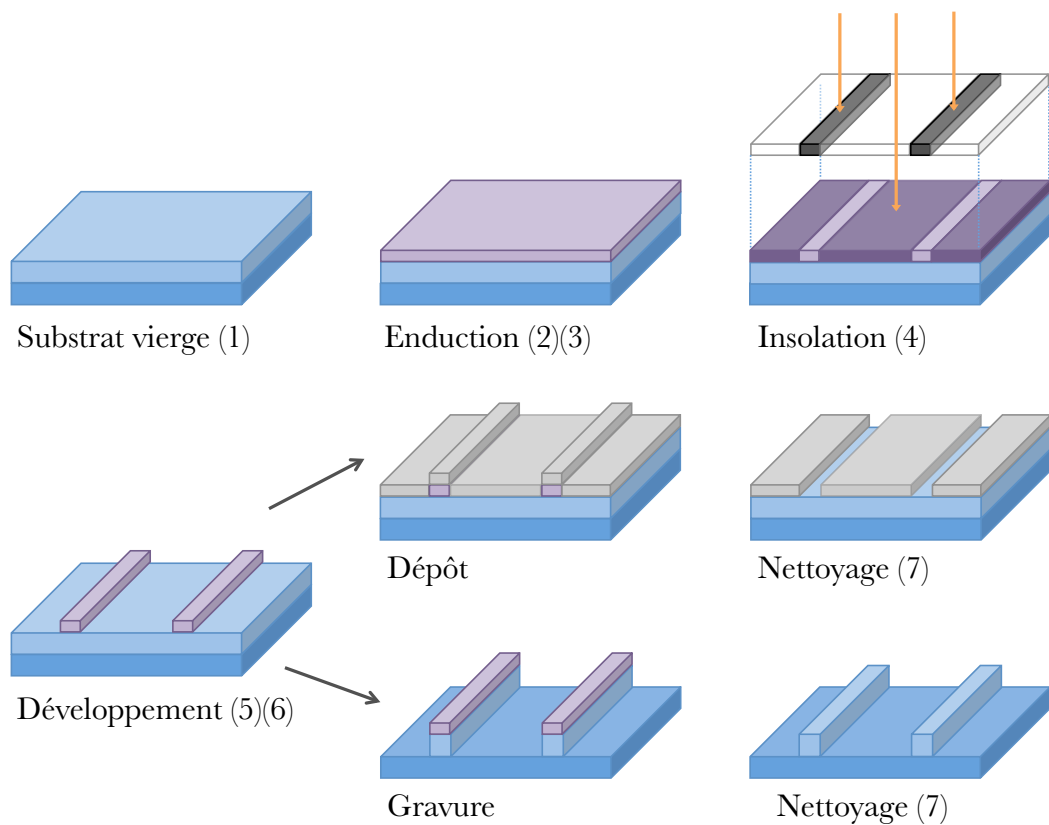 Substrat vierge (1)
Enduction (2)(3)
Insolation (4)
Dépôt
Nettoyage (7)
Développement (5)(6)
Gravure
Nettoyage (7)